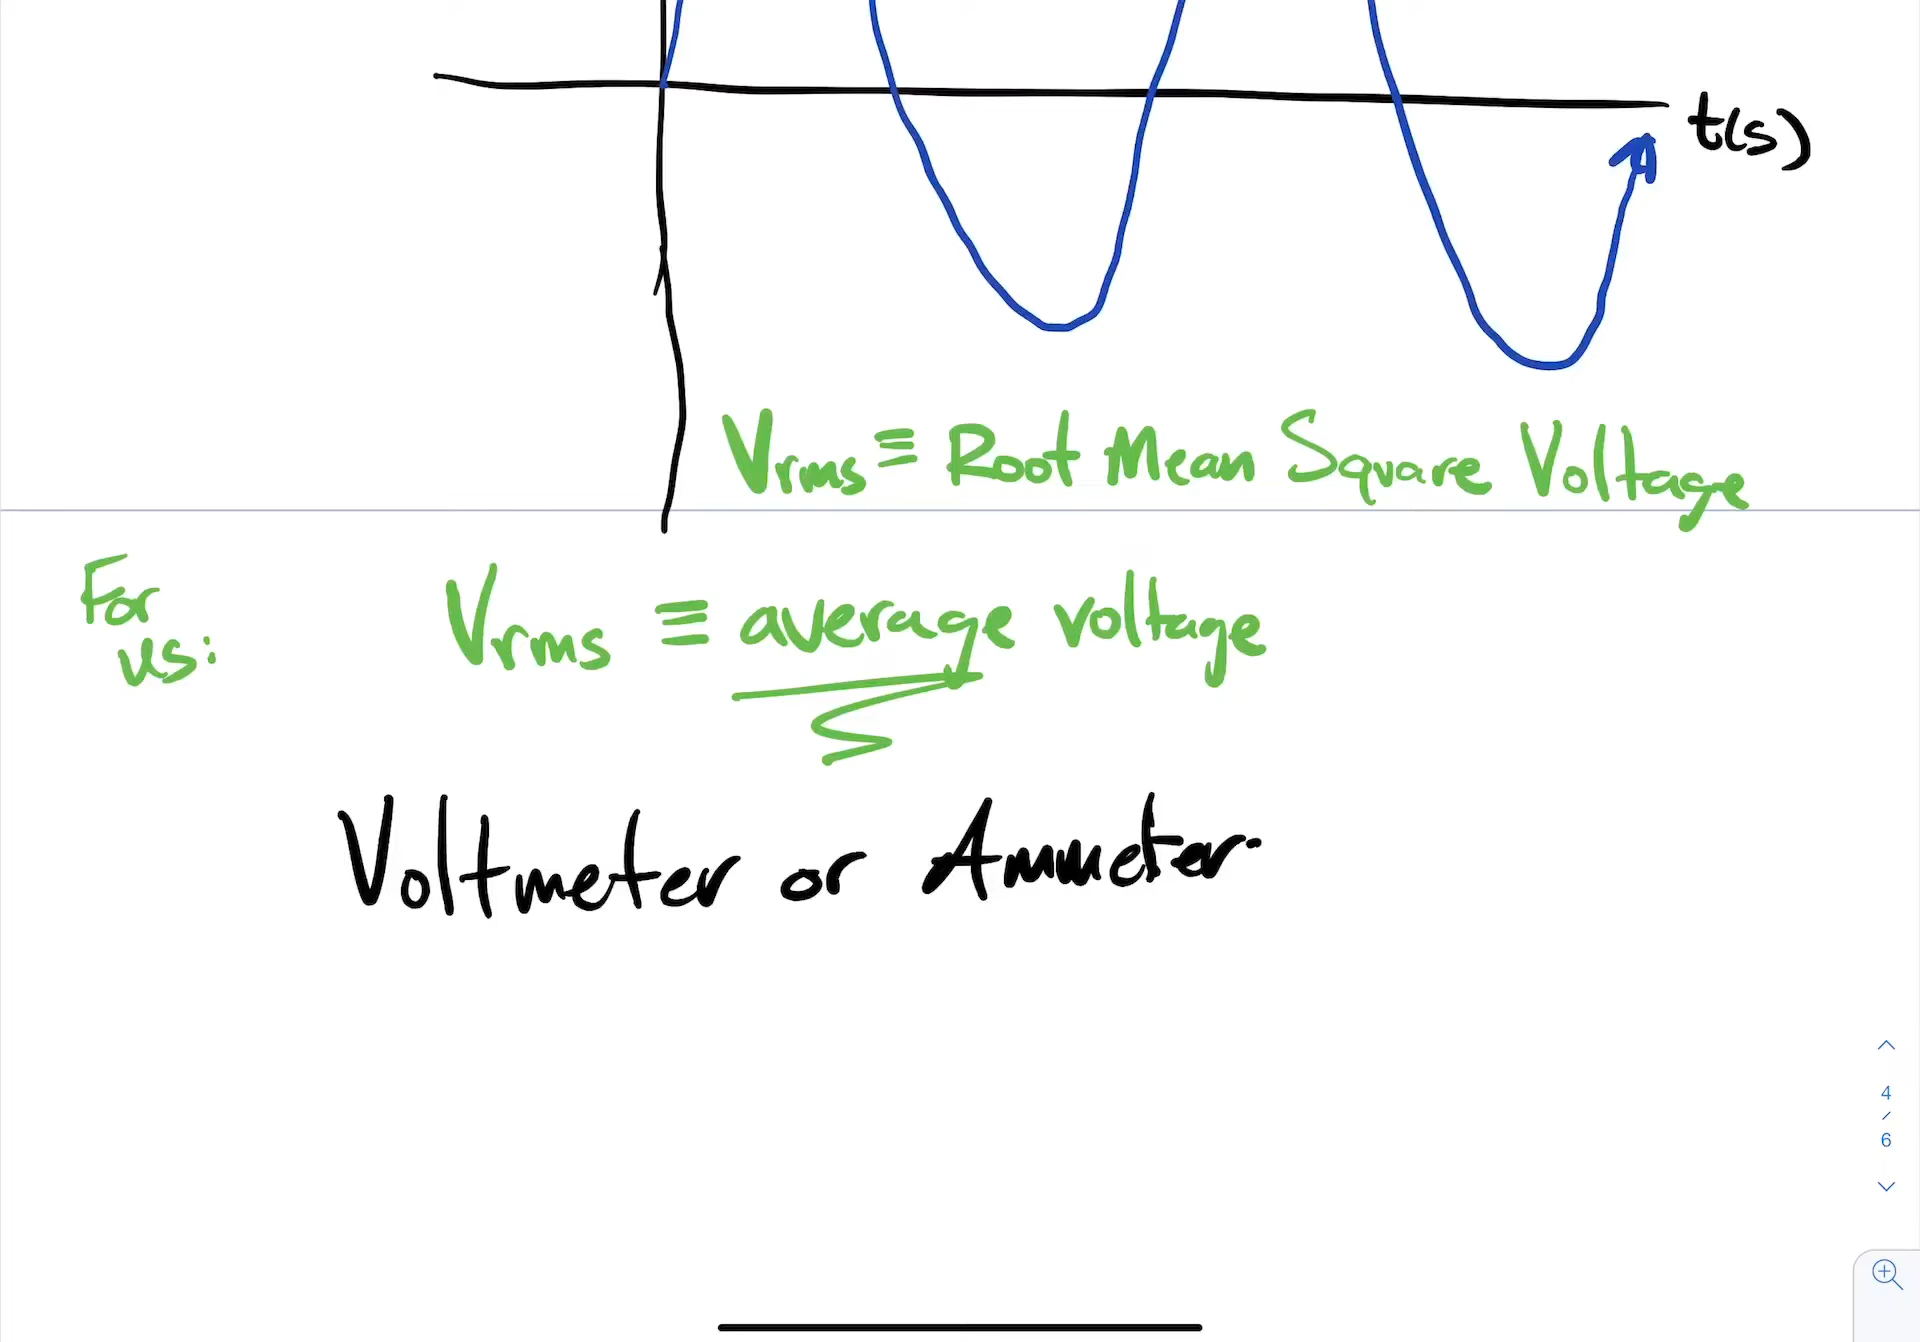 t(s)
Vrms ≡ Root Mean Square Voltage
For
us:
Vrms ≡ average voltage
Voltmeter or Ammeter
4
/
6